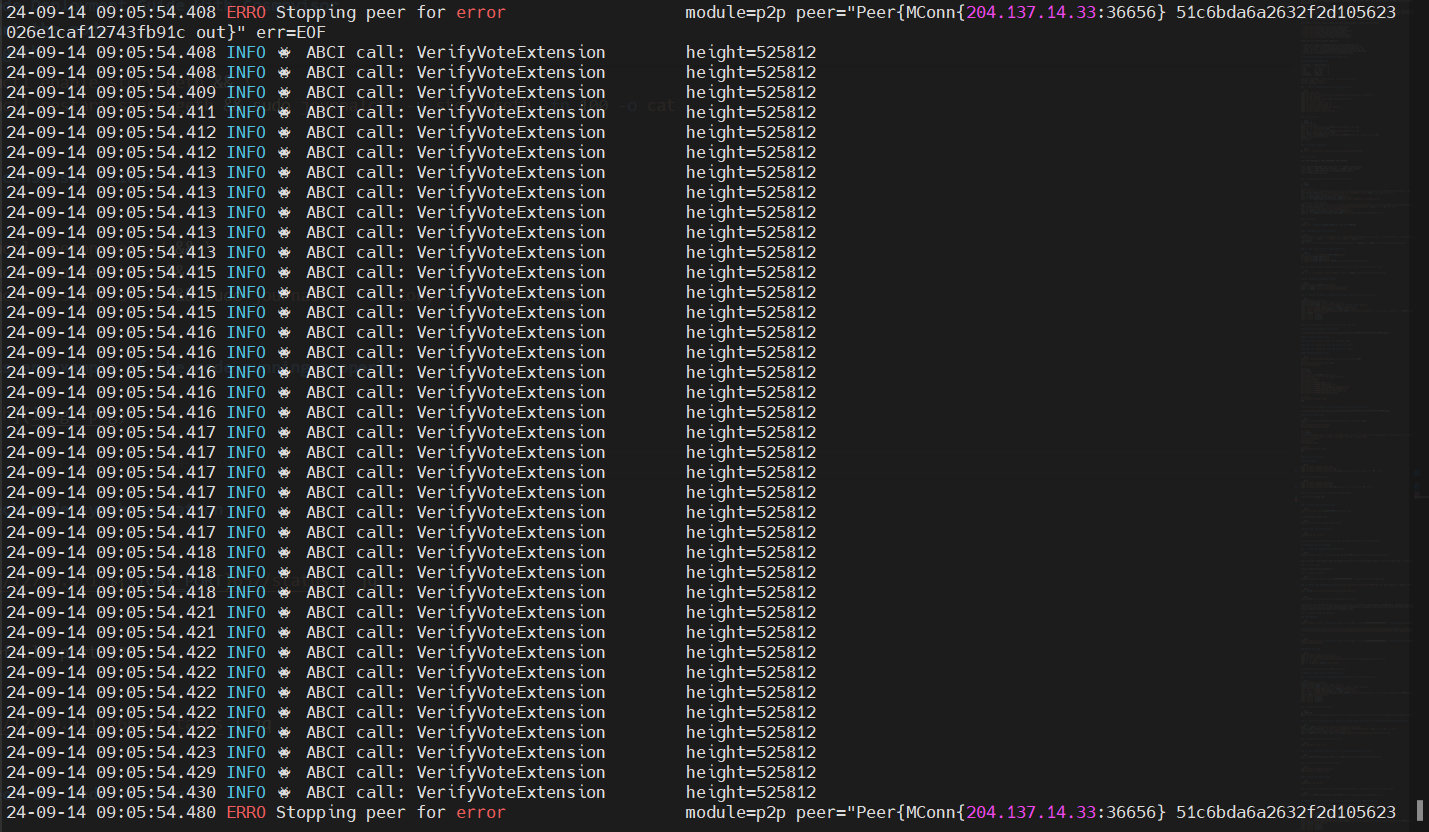 24-09-14 09:05:54.408 ERRO Stopping peer for error module=p2p peer="Peer{MConn{204.137.14.33:36656} 51c6bda6a2632f2d105623
026e1caf12743fb91c out}" err=EOF
24-09-14 09:05:54.408 INFO 👾 ABCI call: VerifyVoteExtension height=525812
24-09-14 09:05:54.408 INFO 👾 ABCI call: VerifyVoteExtension height=525812
24-09-14 09:05:54.409 INFO 👾 ABCI call: VerifyVoteExtension height=525812
24-09-14 09:05:54.411 INFO 👾 ABCI call: VerifyVoteExtension height=525812
24-09-14 09:05:54.412 INFO 👾 ABCI call: VerifyVoteExtension height=525812
24-09-14 09:05:54.412 INFO 👾 ABCI call: VerifyVoteExtension height=525812
24-09-14 09:05:54.413 INFO 👾 ABCI call: VerifyVoteExtension height=525812
24-09-14 09:05:54.413 INFO 👾 ABCI call: VerifyVoteExtension height=525812
24-09-14 09:05:54.413 INFO 👾 ABCI call: VerifyVoteExtension height=525812
24-09-14 09:05:54.413 INFO 👾 ABCI call: VerifyVoteExtension height=525812
24-09-14 09:05:54.413 INFO 👾 ABCI call: VerifyVoteExtension height=525812
24-09-14 09:05:54.415 INFO 👾 ABCI call: VerifyVoteExtension height=525812
24-09-14 09:05:54.415 INFO 👾 ABCI call: VerifyVoteExtension height=525812
24-09-14 09:05:54.415 INFO 👾 ABCI call: VerifyVoteExtension height=525812
24-09-14 09:05:54.416 INFO 👾 ABCI call: VerifyVoteExtension height=525812
24-09-14 09:05:54.416 INFO 👾 ABCI call: VerifyVoteExtension height=525812
24-09-14 09:05:54.416 INFO 👾 ABCI call: VerifyVoteExtension height=525812
24-09-14 09:05:54.416 INFO 👾 ABCI call: VerifyVoteExtension height=525812
24-09-14 09:05:54.416 INFO 👾 ABCI call: VerifyVoteExtension height=525812
24-09-14 09:05:54.417 INFO 👾 ABCI call: VerifyVoteExtension height=525812
24-09-14 09:05:54.417 INFO 👾 ABCI call: VerifyVoteExtension height=525812
24-09-14 09:05:54.417 INFO 👾 ABCI call: VerifyVoteExtension height=525812
24-09-14 09:05:54.417 INFO 👾 ABCI call: VerifyVoteExtension height=525812
24-09-14 09:05:54.417 INFO 👾 ABCI call: VerifyVoteExtension height=525812
24-09-14 09:05:54.417 INFO 👾 ABCI call: VerifyVoteExtension height=525812
24-09-14 09:05:54.418 INFO 👾 ABCI call: VerifyVoteExtension height=525812
24-09-14 09:05:54.418 INFO 👾 ABCI call: VerifyVoteExtension height=525812
24-09-14 09:05:54.418 INFO 👾 ABCI call: VerifyVoteExtension height=525812
24-09-14 09:05:54.421 INFO 👾 ABCI call: VerifyVoteExtension height=525812
24-09-14 09:05:54.421 INFO 👾 ABCI call: VerifyVoteExtension height=525812
24-09-14 09:05:54.422 INFO 👾 ABCI call: VerifyVoteExtension height=525812
24-09-14 09:05:54.422 INFO 👾 ABCI call: VerifyVoteExtension height=525812
24-09-14 09:05:54.422 INFO 👾 ABCI call: VerifyVoteExtension height=525812
24-09-14 09:05:54.422 INFO 👾 ABCI call: VerifyVoteExtension height=525812
24-09-14 09:05:54.422 INFO 👾 ABCI call: VerifyVoteExtension height=525812
24-09-14 09:05:54.423 INFO 👾 ABCI call: VerifyVoteExtension height=525812
24-09-14 09:05:54.429 INFO 👾 ABCI call: VerifyVoteExtension height=525812
24-09-14 09:05:54.430 INFO 👾 ABCI call: VerifyVoteExtension height=525812
24-09-14 09:05:54.480 ERRO Stopping peer for error module=p2p peer="Peer{MConn{204.137.14.33:36656} 51c6bda6a2632f2d105623